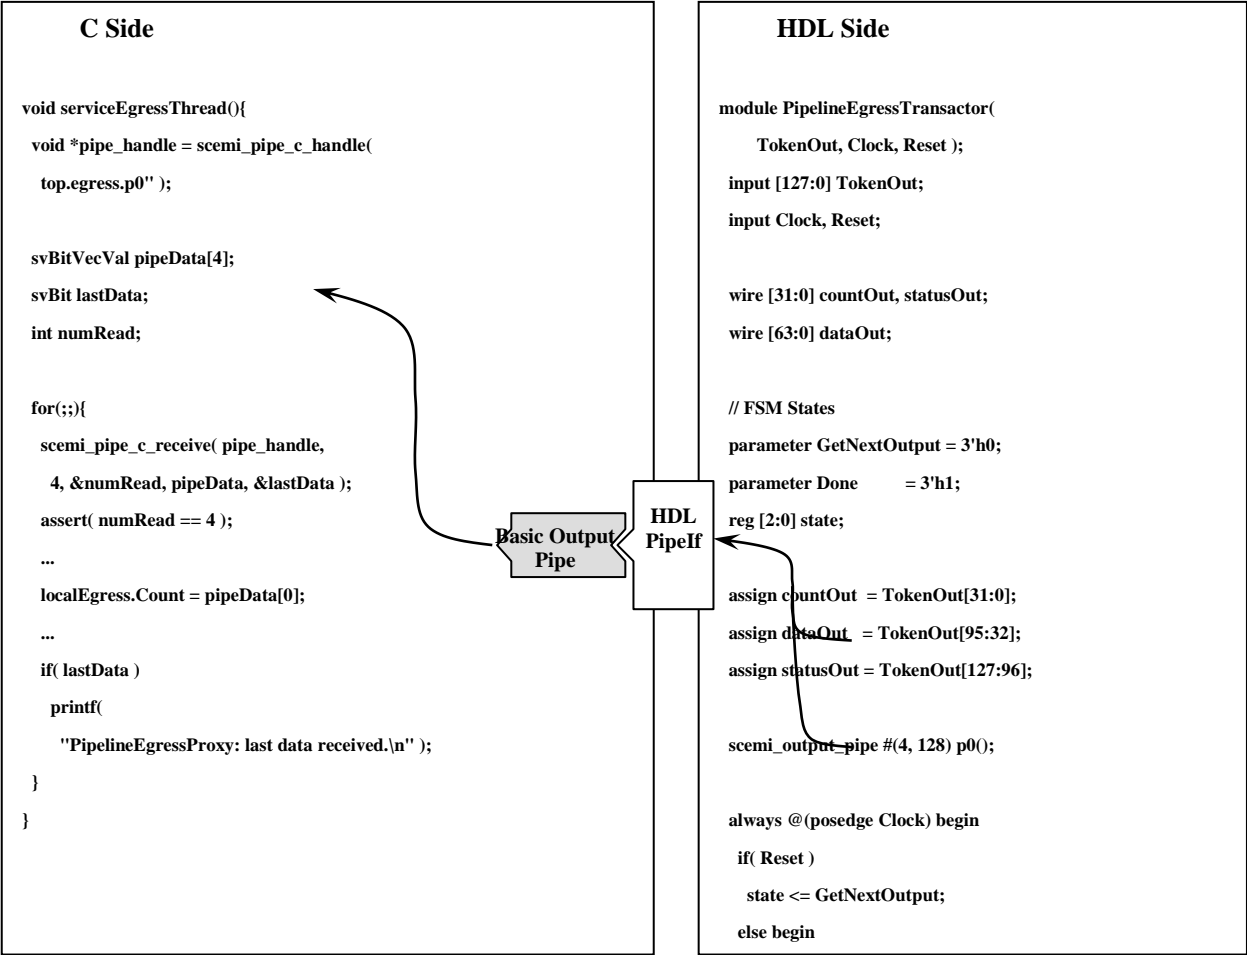 C Side
void serviceEgressThread(){
void *pipe_handle = scemi_pipe_c_handle(
top.egress.p0" );
svBitVecVal pipeData[4];
svBit lastData;
int numRead;
for(;;){
scemi_pipe_c_receive( pipe_handle,
4, &numRead, pipeData, &lastData );
assert( numRead == 4 );
...
localEgress.Count = pipeData[0];
...
if( lastData )
printf(
"PipelineEgressProxy: last data received.\n" );
}
}
Basic Output
Pipe
HDL
PipeIf
HDL Side
module PipelineEgressTransactor(
TokenOut, Clock, Reset );
input [127:0] TokenOut;
input Clock, Reset;
wire [31:0] countOut, statusOut;
wire [63:0] dataOut;
// FSM States
parameter GetNextOutput = 3'h0;
parameter Done = 3'h1;
reg [2:0] state;
assign countOut = TokenOut[31:0];
assign dataOut = TokenOut[95:32];
assign statusOut = TokenOut[127:96];
scemi_output_pipe #(4, 128) p0();
always @(posedge Clock) begin
if( Reset )
state <= GetNextOutput;
else begin